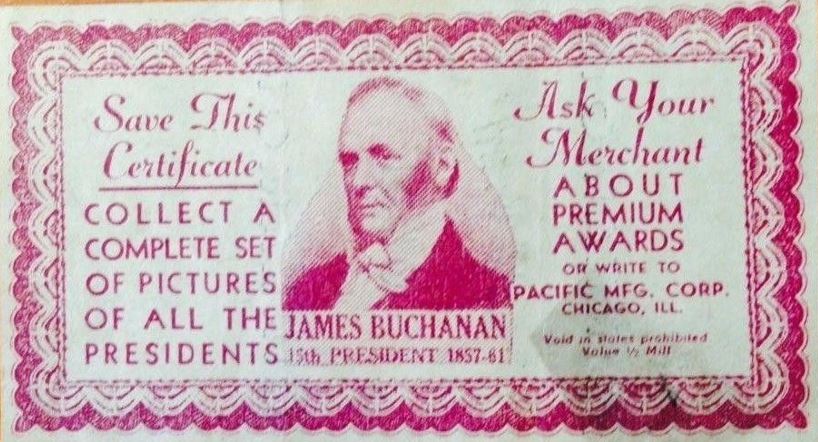 Save This
Certificate
COLLECT A
COMPLETE SET
OF PICTURES
OF ALL THE
PRESIDENTS
JAMES BUCHANAN
15th PRESIDENT 1857-61
Ask Your
Merchant
ABOUT
PREMIUM
AWARDS
OR WRITE TO
PACIFIC MFG. CORP.
CHICAGO, ILL.
Void in states prohibited
Value ½ Mill